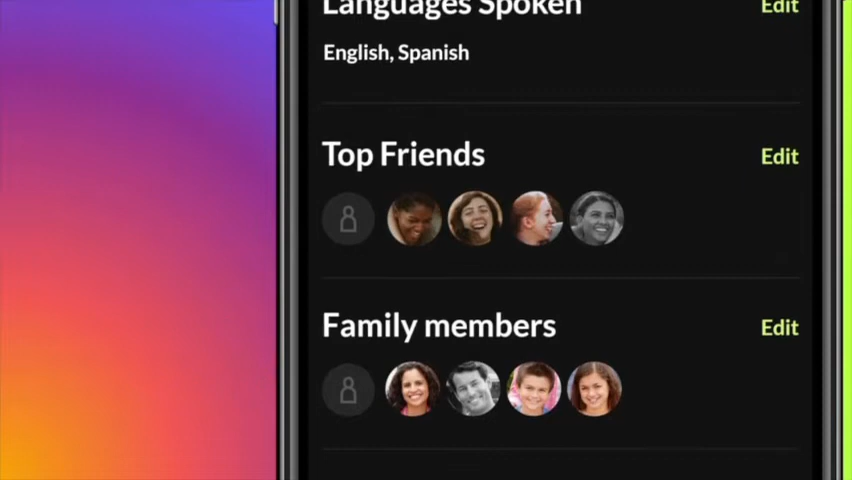 Languages Spoken
Edit
English, Spanish
Top Friends
Edit
Family members
Edit